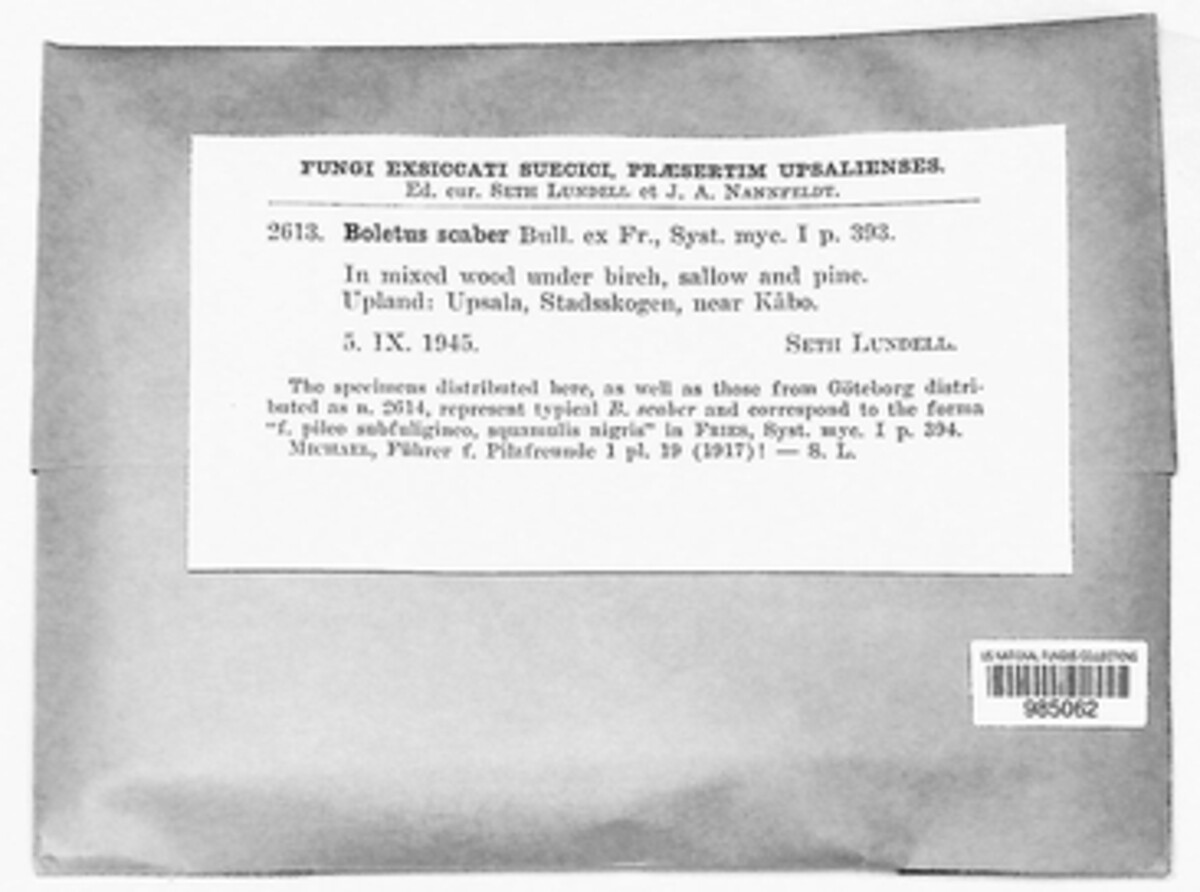 FUNGI EXSICCATI SUECICI, PRÆSERTIM UPSALIENSES.
Ed. cur. SETH LUNDELL et J. A. NANNFELDT.
2613. Boletus scaber Bull. ex Fr., Syst. myc. I p. 393.
In mixed wood under birch, sallow and pine.
Upland: Upsala, Stadsskogen, near Kåbo.
5. IX. 1945. SETH LUNDELL.
The specimens distributed here, as well as those from Göteborg distri-
buted as n. 2614, represent typical B. scaber and correspond to the forma
"f. pileo subfuligineo, squamulis nigris" in FRIES, Syst. myc. I p. 394.
MICHAEL, Führer f. Pilzfreunde I pl. 19 (1917)! — S. L.
US NATIONAL FUNGUS COLLECTIONS
985062